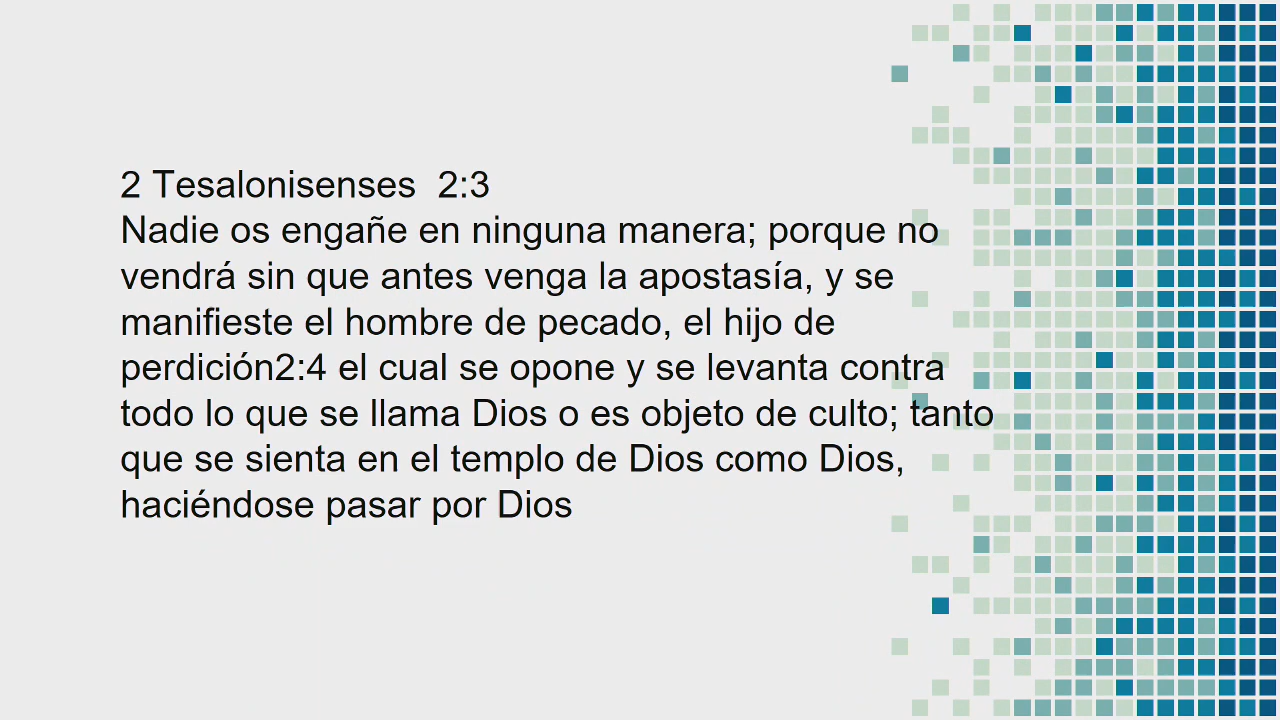 2 Tesalonisenses  2:3
Nadie os engañe en ninguna manera; porque no
vendrá sin que antes venga la apostasía, y se
manifieste el hombre de pecado, el hijo de
perdición2:4 el cual se opone y se levanta contra
todo lo que se llama Dios o es objeto de culto; tanto
que se sienta en el templo de Dios como Dios,
haciéndose pasar por Dios